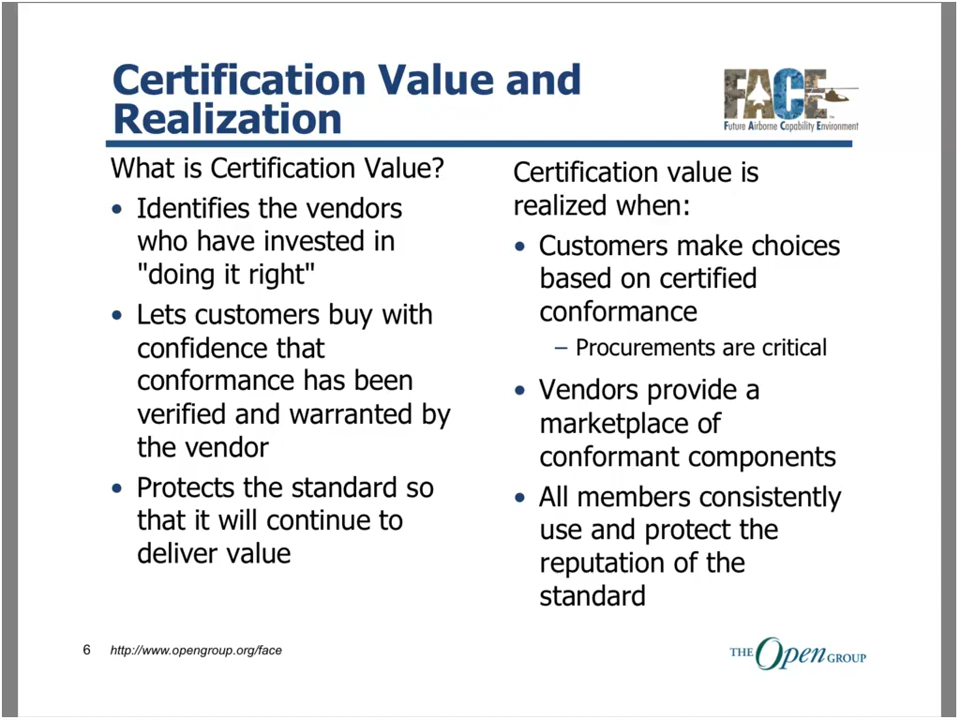 Certification Value and
Realization
FACE
Future Airborne Capability Environment
What is Certification Value?
• Identifies the vendors
who have invested in
"doing it right"
• Lets customers buy with
confidence that
conformance has been
verified and warranted by
the vendor
• Protects the standard so
that it will continue to
deliver value
Certification value is
realized when:
• Customers make choices
based on certified
conformance
– Procurements are critical
• Vendors provide a
marketplace of
conformant components
• All members consistently
use and protect the
reputation of the
standard
6 http://www.opengroup.org/face
THE Open GROUP